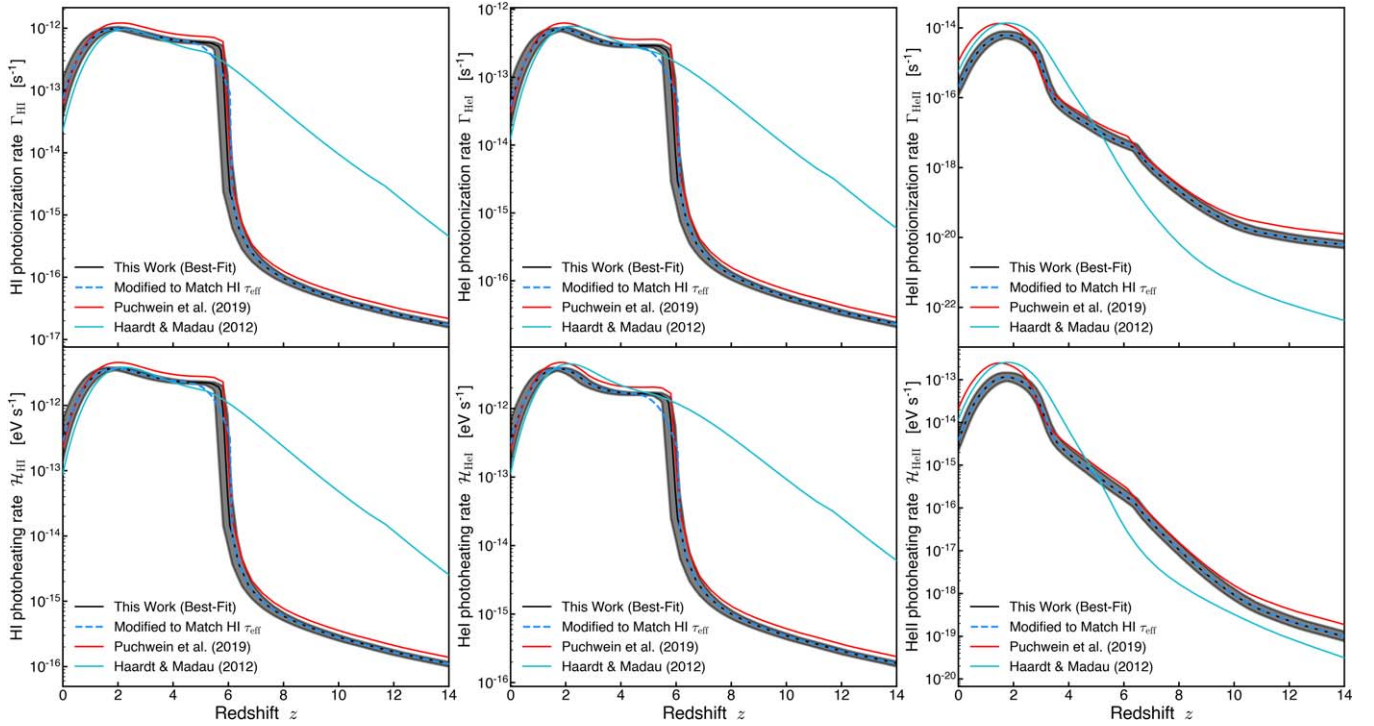 HI photoionization rate Γ_HI [s⁻¹]
10⁻¹²
10⁻¹³
10⁻¹⁴
10⁻¹⁵
10⁻¹⁶
10⁻¹⁷
This Work (Best-Fit)
Modified to Match HI τ_eff
Puchwein et al. (2019)
Haardt & Madau (2012)
HeI photoionization rate Γ_HeI [s⁻¹]
10⁻¹²
10⁻¹³
10⁻¹⁴
10⁻¹⁵
10⁻¹⁶
This Work (Best-Fit)
Modified to Match HI τ_eff
Puchwein et al. (2019)
Haardt & Madau (2012)
HeII photoionization rate Γ_HeII [s⁻¹]
10⁻¹⁴
10⁻¹⁶
10⁻¹⁸
10⁻²⁰
10⁻²²
This Work (Best-Fit)
Modified to Match HI τ_eff
Puchwein et al. (2019)
Haardt & Madau (2012)
HI photoheating rate ℋ_HI [eV s⁻¹]
10⁻¹²
10⁻¹³
10⁻¹⁴
10⁻¹⁵
10⁻¹⁶
This Work (Best-Fit)
Modified to Match HI τ_eff
Puchwein et al. (2019)
Haardt & Madau (2012)
0 2 4 6 8 10 12 14
Redshift z
HeI photoheating rate ℋ_HeI [eV s⁻¹]
10⁻¹²
10⁻¹³
10⁻¹⁴
10⁻¹⁵
10⁻¹⁶
This Work (Best-Fit)
Modified to Match HI τ_eff
Puchwein et al. (2019)
Haardt & Madau (2012)
0 2 4 6 8 10 12 14
Redshift z
HeII photoheating rate ℋ_HeII [eV s⁻¹]
10⁻¹³
10⁻¹⁴
10⁻¹⁵
10⁻¹⁶
10⁻¹⁷
10⁻¹⁸
10⁻¹⁹
10⁻²⁰
This Work (Best-Fit)
Modified to Match HI τ_eff
Puchwein et al. (2019)
Haardt & Madau (2012)
0 2 4 6 8 10 12 14
Redshift z